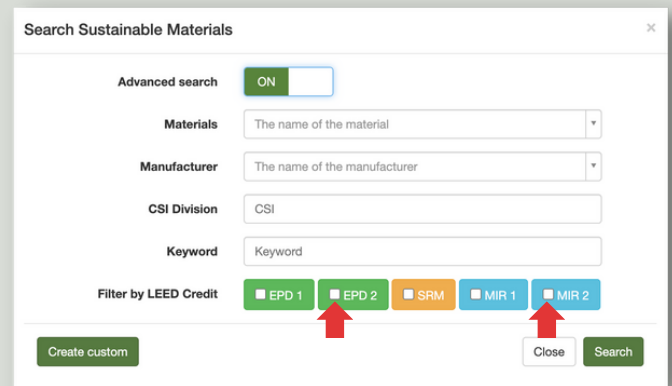 Search Sustainable Materials ×
Advanced search ON
Materials The name of the material
Manufacturer The name of the manufacturer
CSI Division CSI
Keyword Keyword
Filter by LEED Credit EPD 1 EPD 2 SRM MIR 1 MIR 2
Create custom Close Search